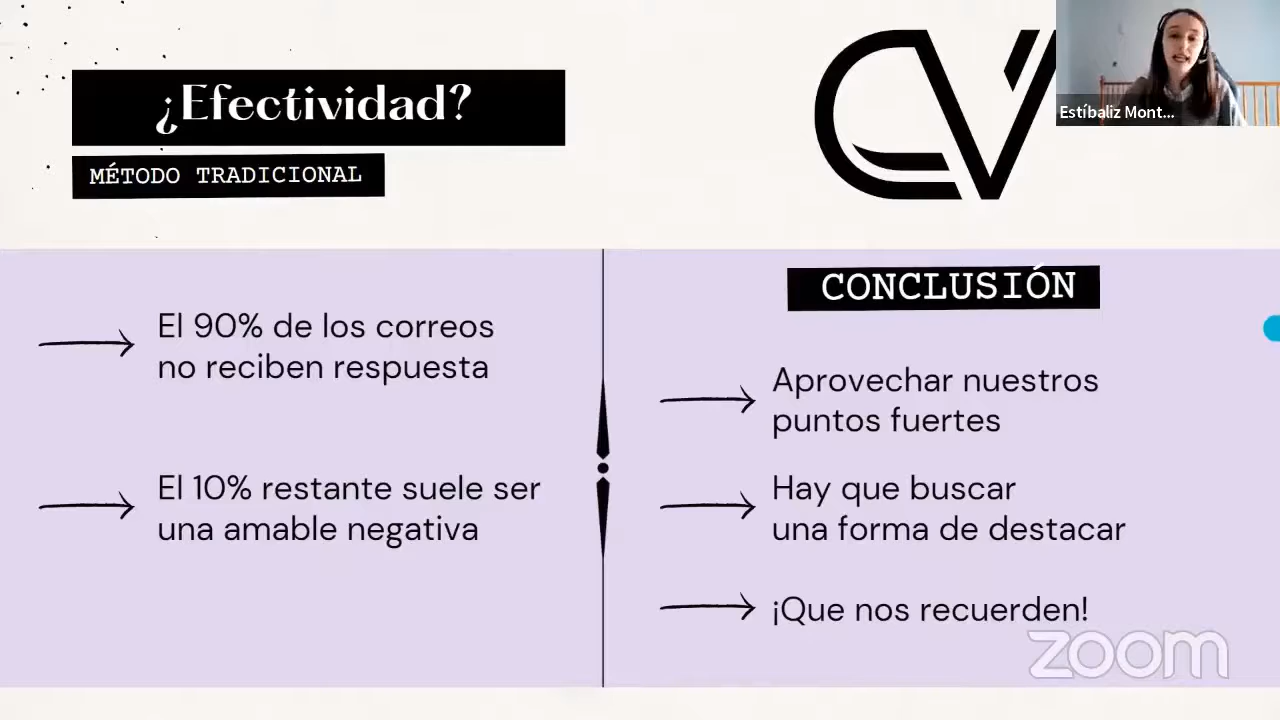 ¿Efectividad?
MÉTODO TRADICIONAL
CV
Estíbaliz Mont...
El 90% de los correos
no reciben respuesta
El 10% restante suele ser
una amable negativa
CONCLUSIÓN
Aprovechar nuestros
puntos fuertes
Hay que buscar
una forma de destacar
¡Que nos recuerden!
zoom